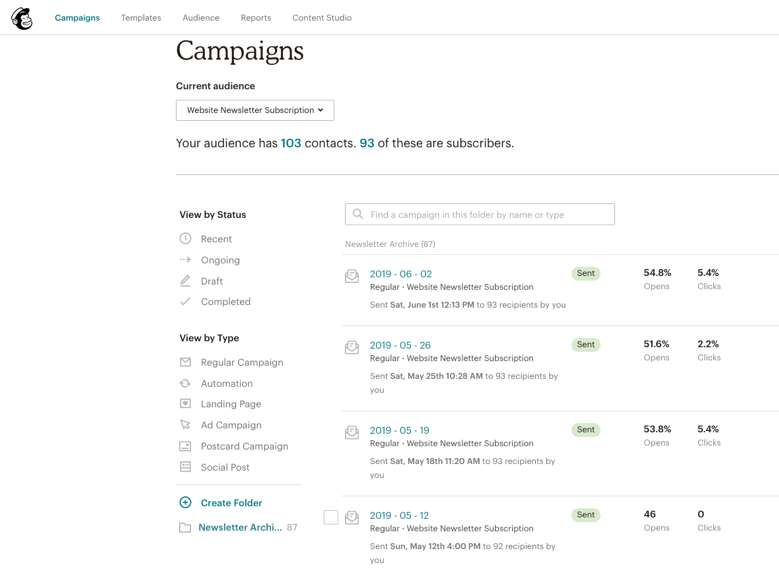 Campaigns Templates Audience Reports Content Studio
Campaigns
Current audience
Website Newsletter Subscription
Your audience has 103 contacts. 93 of these are subscribers.
View by Status
Recent
Ongoing
Draft
Completed
View by Type
Regular Campaign
Automation
Landing Page
Ad Campaign
Postcard Campaign
Social Post
Create Folder
Newsletter Archi... 87
Find a campaign in this folder by name or type
Newsletter Archive (87)
2019 - 06 - 02 Sent 54.8% 5.4%
Regular · Website Newsletter Subscription Opens Clicks
Sent Sat, June 1st 12:13 PM to 93 recipients by you
2019 - 05 - 26 Sent 51.6% 2.2%
Regular · Website Newsletter Subscription Opens Clicks
Sent Sat, May 25th 10:28 AM to 93 recipients by
you
2019 - 05 - 19 Sent 53.8% 5.4%
Regular · Website Newsletter Subscription Opens Clicks
Sent Sat, May 18th 11:20 AM to 93 recipients by
you
2019 - 05 - 12 Sent 46 0
Regular · Website Newsletter Subscription Opens Clicks
Sent Sun, May 12th 4:00 PM to 92 recipients by
you